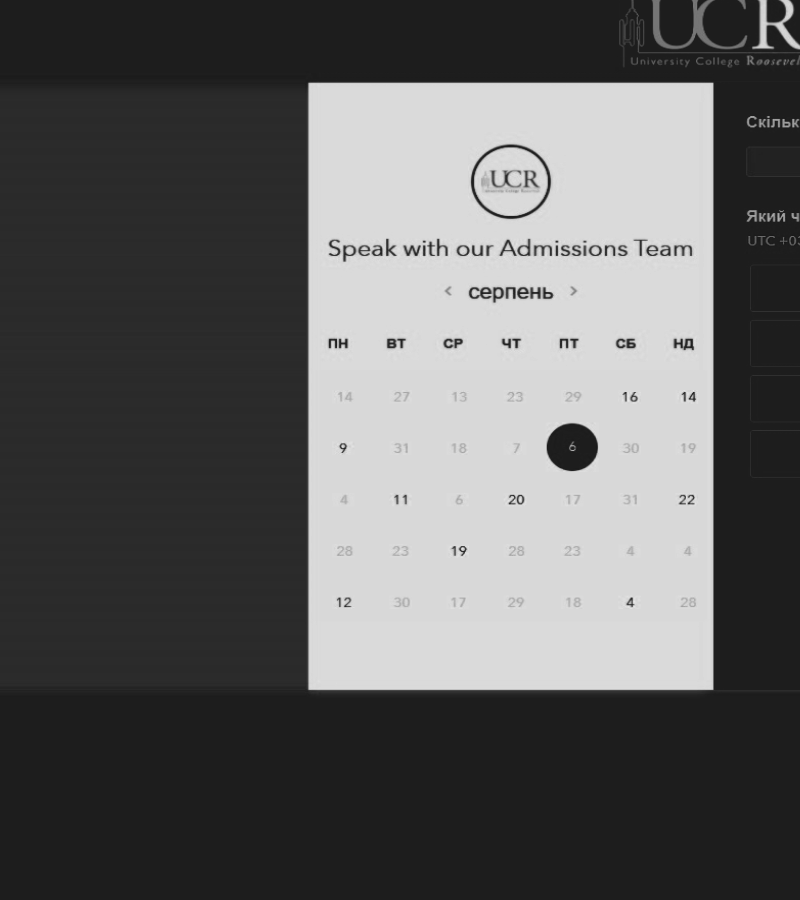 UCR
University College Roosevel
UCR
Speak with our Admissions Team
< серпень >
ПН ВТ СР ЧТ ПТ СБ НД
14 27 13 23 29 16 14
9 31 18 7 6 30 19
4 11 6 20 17 31 22
28 23 19 28 23 4 4
12 30 17 29 18 4 28
Скільк
Який ч
UTC +03